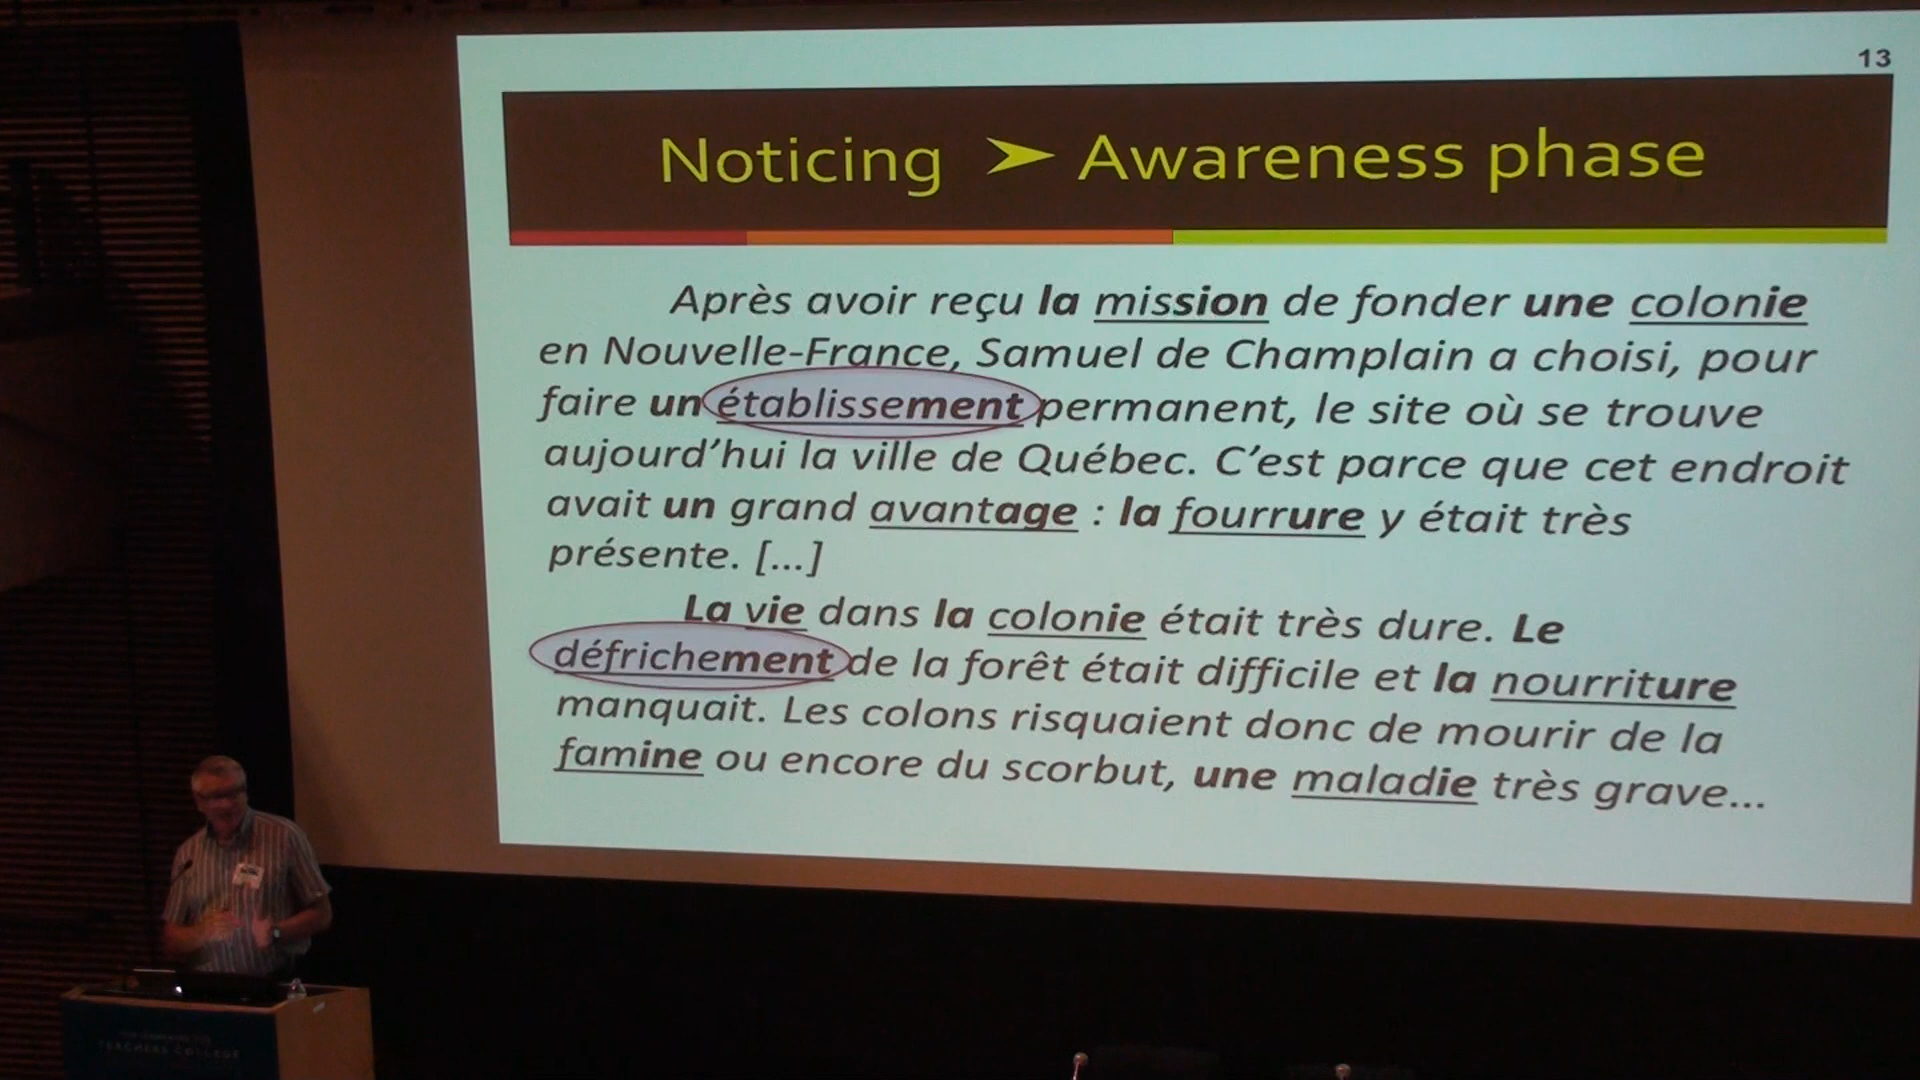 13
Noticing ➢ Awareness phase
Après avoir reçu la mission de fonder une colonie
en Nouvelle-France, Samuel de Champlain a choisi, pour
faire un établissement permanent, le site où se trouve
aujourd’hui la ville de Québec. C’est parce que cet endroit
avait un grand avantage : la fourrure y était très
présente. [...]
La vie dans la colonie était très dure. Le
défrichement de la forêt était difficile et la nourriture
manquait. Les colons risquaient donc de mourir de la
famine ou encore du scorbut, une maladie très grave...
TEACHERS COLLEGE